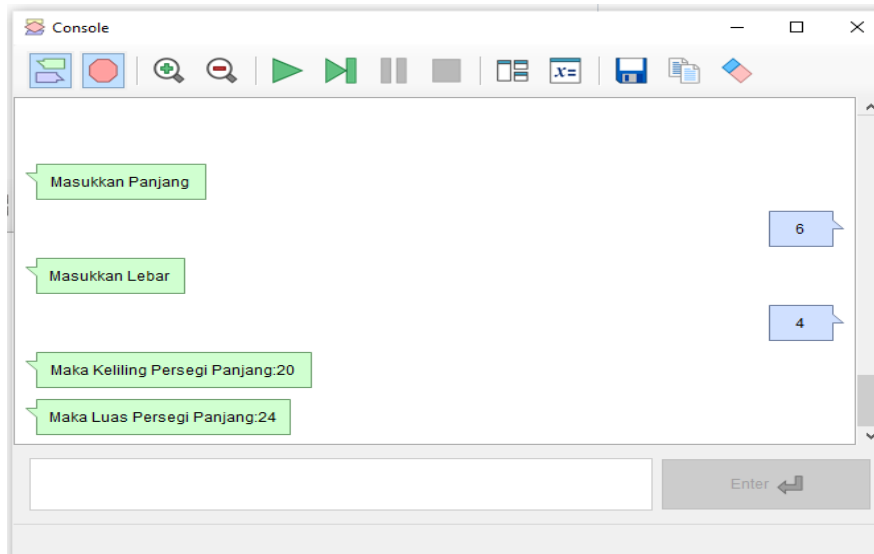 Console
x=
Masukkan Panjang
6
Masukkan Lebar
4
Maka Keliling Persegi Panjang:20
Maka Luas Persegi Panjang:24
Enter